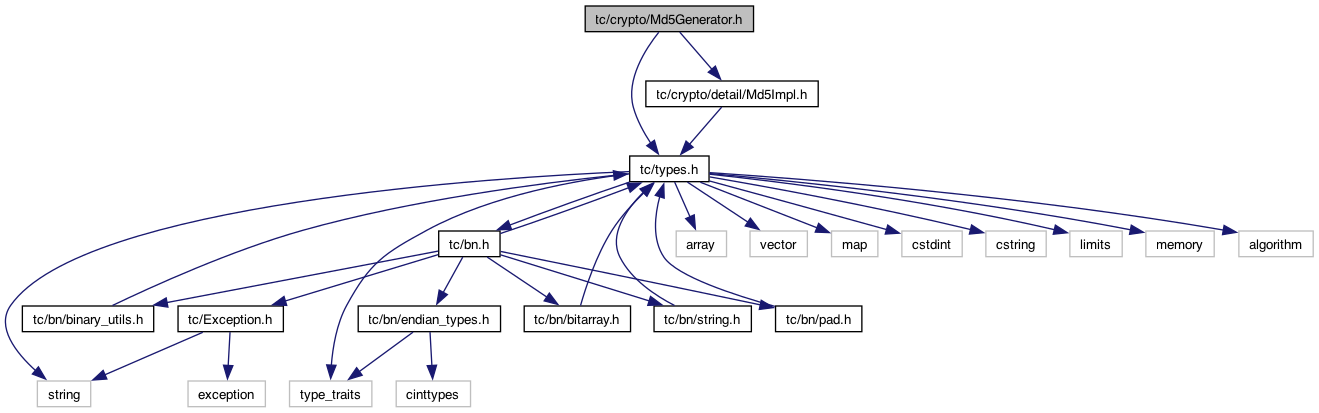 tc/crypto/Md5Generator.h
tc/crypto/detail/Md5Impl.h
tc/types.h
tc/bn.h
array
vector
map
cstdint
cstring
limits
memory
algorithm
tc/bn/binary_utils.h
tc/Exception.h
tc/bn/endian_types.h
tc/bn/bitarray.h
tc/bn/string.h
tc/bn/pad.h
string
exception
type_traits
cinttypes